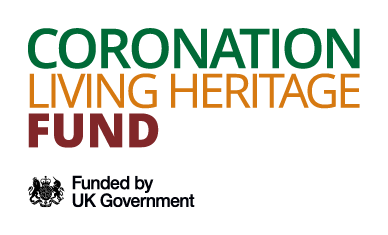 CORONATION
LIVING HERITAGE
FUND
Funded by
UK Government